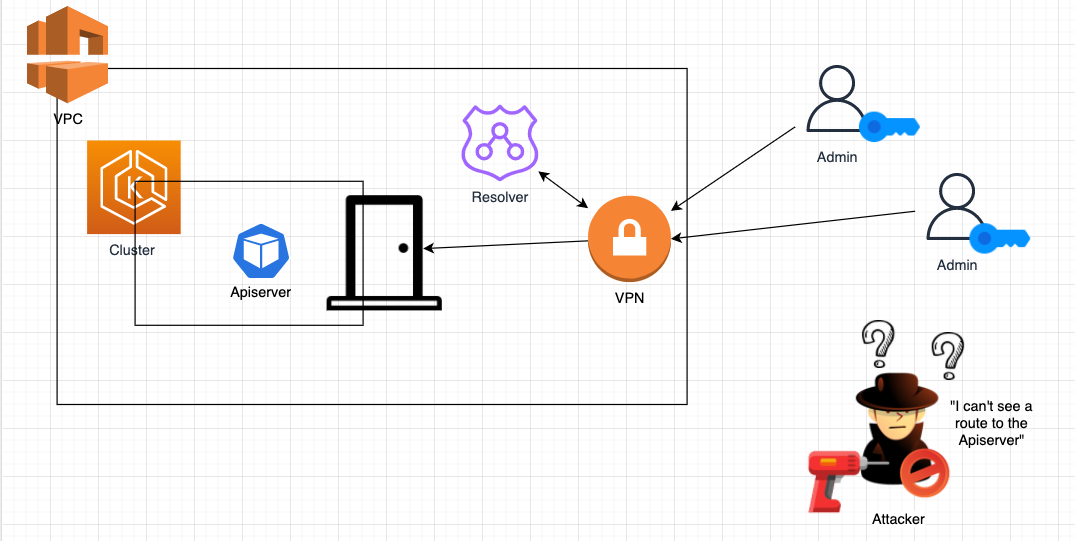 VPC
Resolver
Admin
K
Cluster
Apiserver
VPN
Admin
"I can't see a
route to the
Apiserver"
Attacker